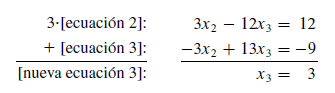 3·[ecuación 2]: 3x₂ − 12x₃ = 12
+ [ecuación 3]: −3x₂ + 13x₃ = −9
[nueva ecuación 3]: x₃ = 3